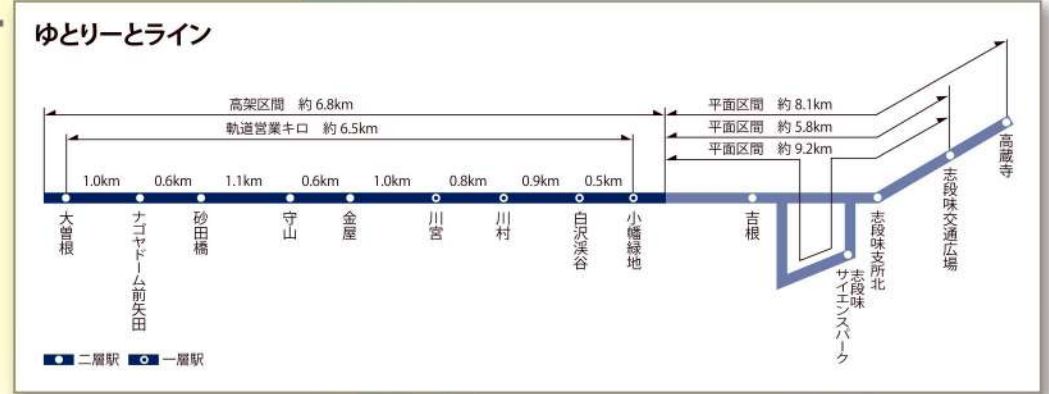 ゆとりーとライン
高架区間 約 6.8km
軌道営業キロ 約 6.5km
平面区間 約 8.1km
平面区間 約 5.8km
平面区間 約 9.2km
1.0km 0.6km 1.1km 0.6km 1.0km 0.8km 0.9km 0.5km
大曽根
ナゴヤドーム前矢田
砂田橋
守山
金屋
川宮
川村
白沢渓谷
小幡緑地
吉根
志段味
サイエンスパーク
志段味支所北
志段味交通広場
高蔵寺
二層駅 一層駅